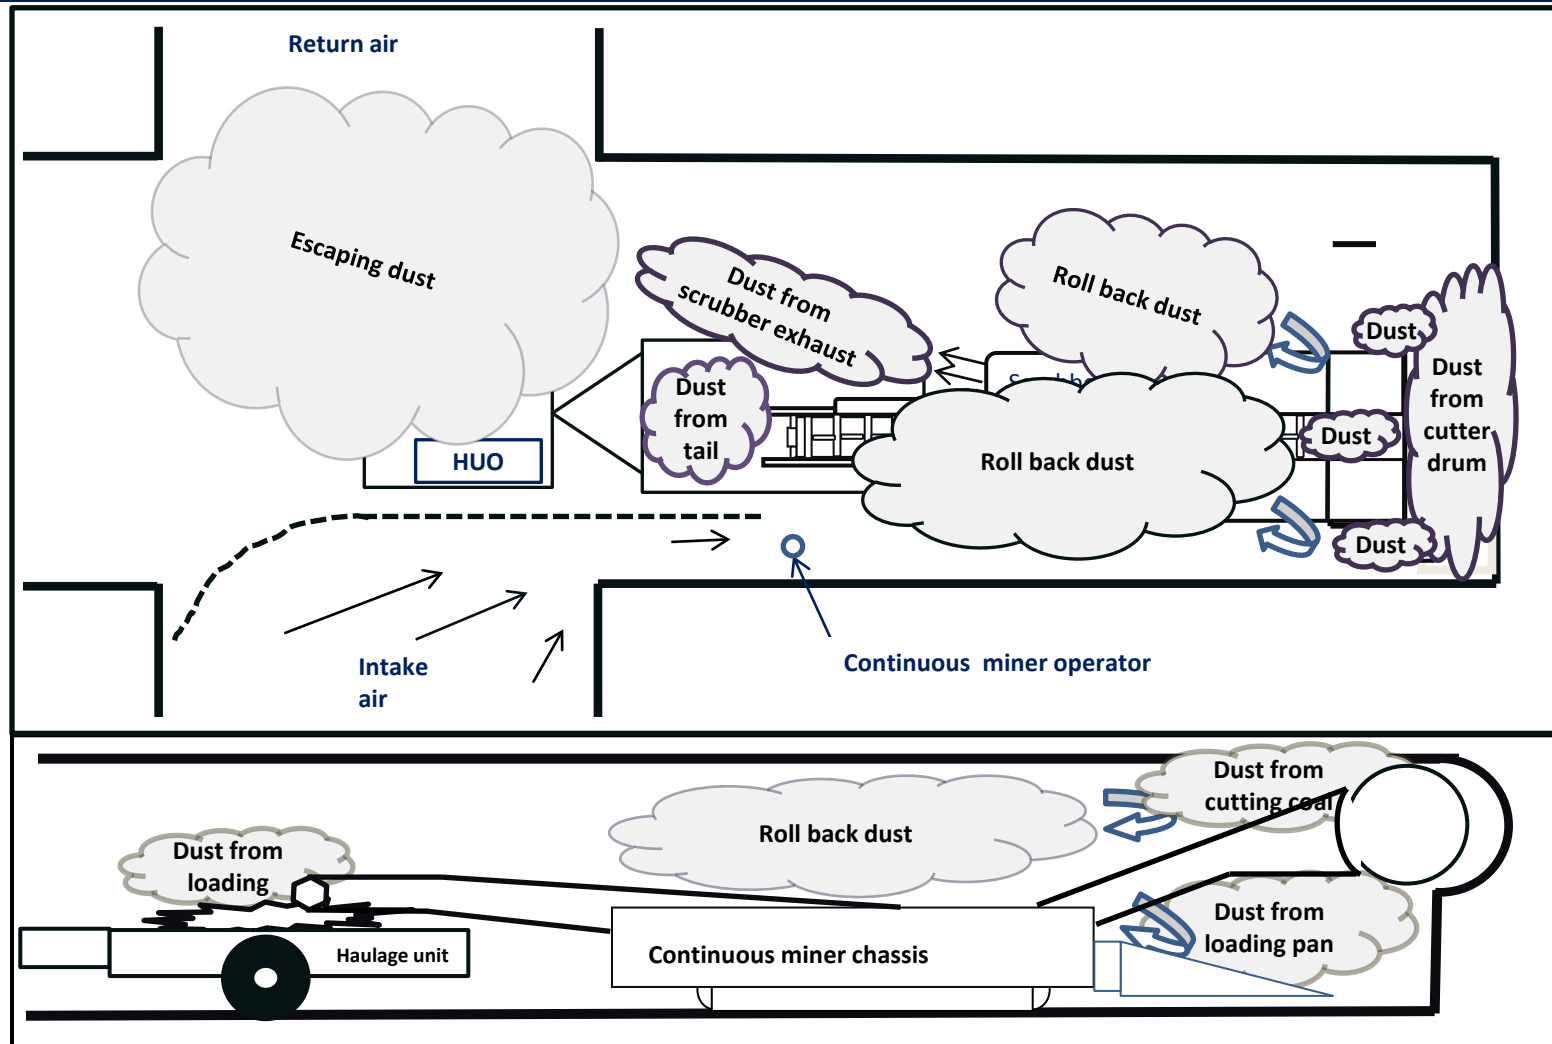 Return air
Escaping dust
Dust from
scrubber exhaust
Roll back dust
Dust
Dust
from
cutter
drum
Dust
from
tail
Dust
Roll back dust
HUO
Dust
Intake
air
Continuous miner operator
Dust from
cutting coal
Roll back dust
Dust from
loading
Dust from
loading pan
Haulage unit
Continuous miner chassis